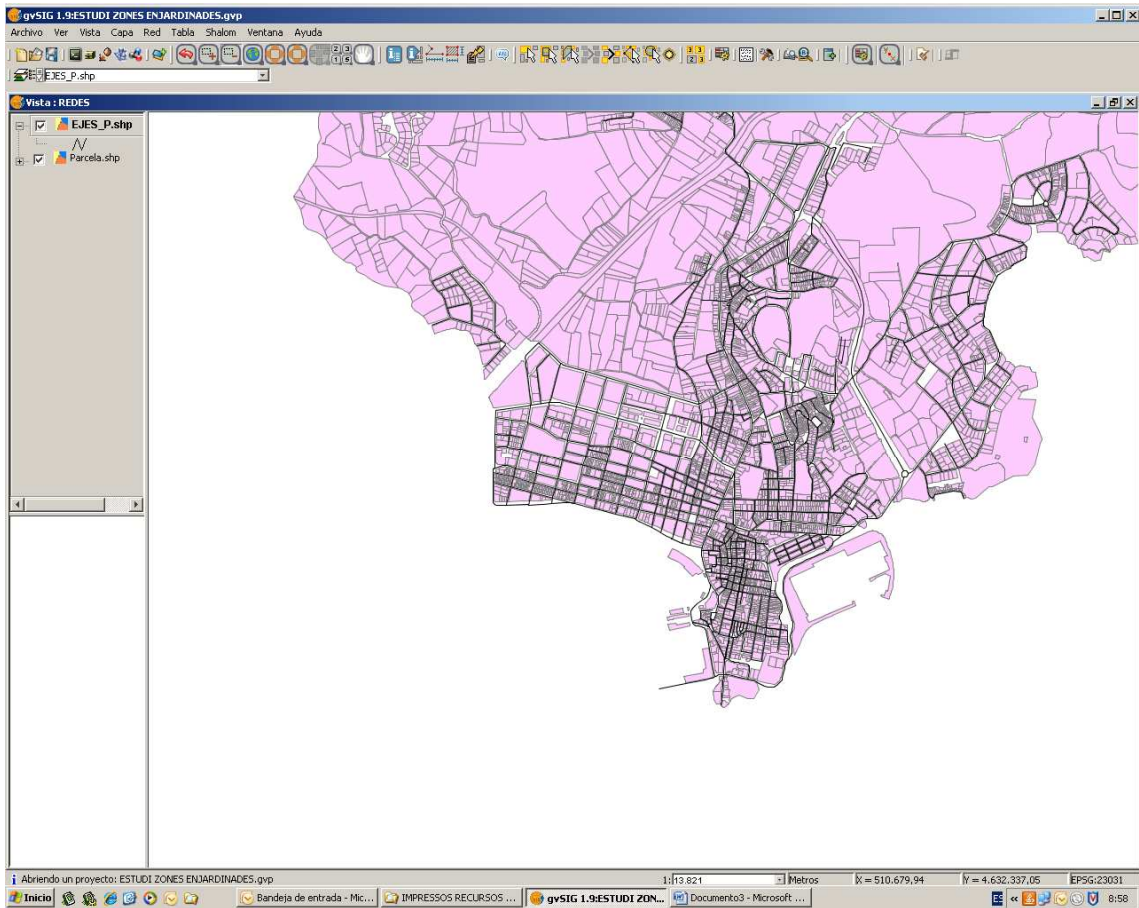 gvSIG 1.9:ESTUDI ZONES ENJARDINADES.gvp
Archivo Ver Vista Capa Red Tabla Shalom Ventana Ayuda
EJES_P.shp
Vista : REDES
EJES_P.shp
Parcela.shp
Abriendo un proyecto: ESTUDI ZONES ENJARDINADES.gvp 1: 13.821 Metros X = 510.679,94 Y = 4.632.337,05 EPSG:23031
Inicio Bandeja de entrada - Mic... IMPRESSOS RECURSOS ... gvSIG 1.9:ESTUDI ZON... Documento3 - Microsoft ... ES « 8:58